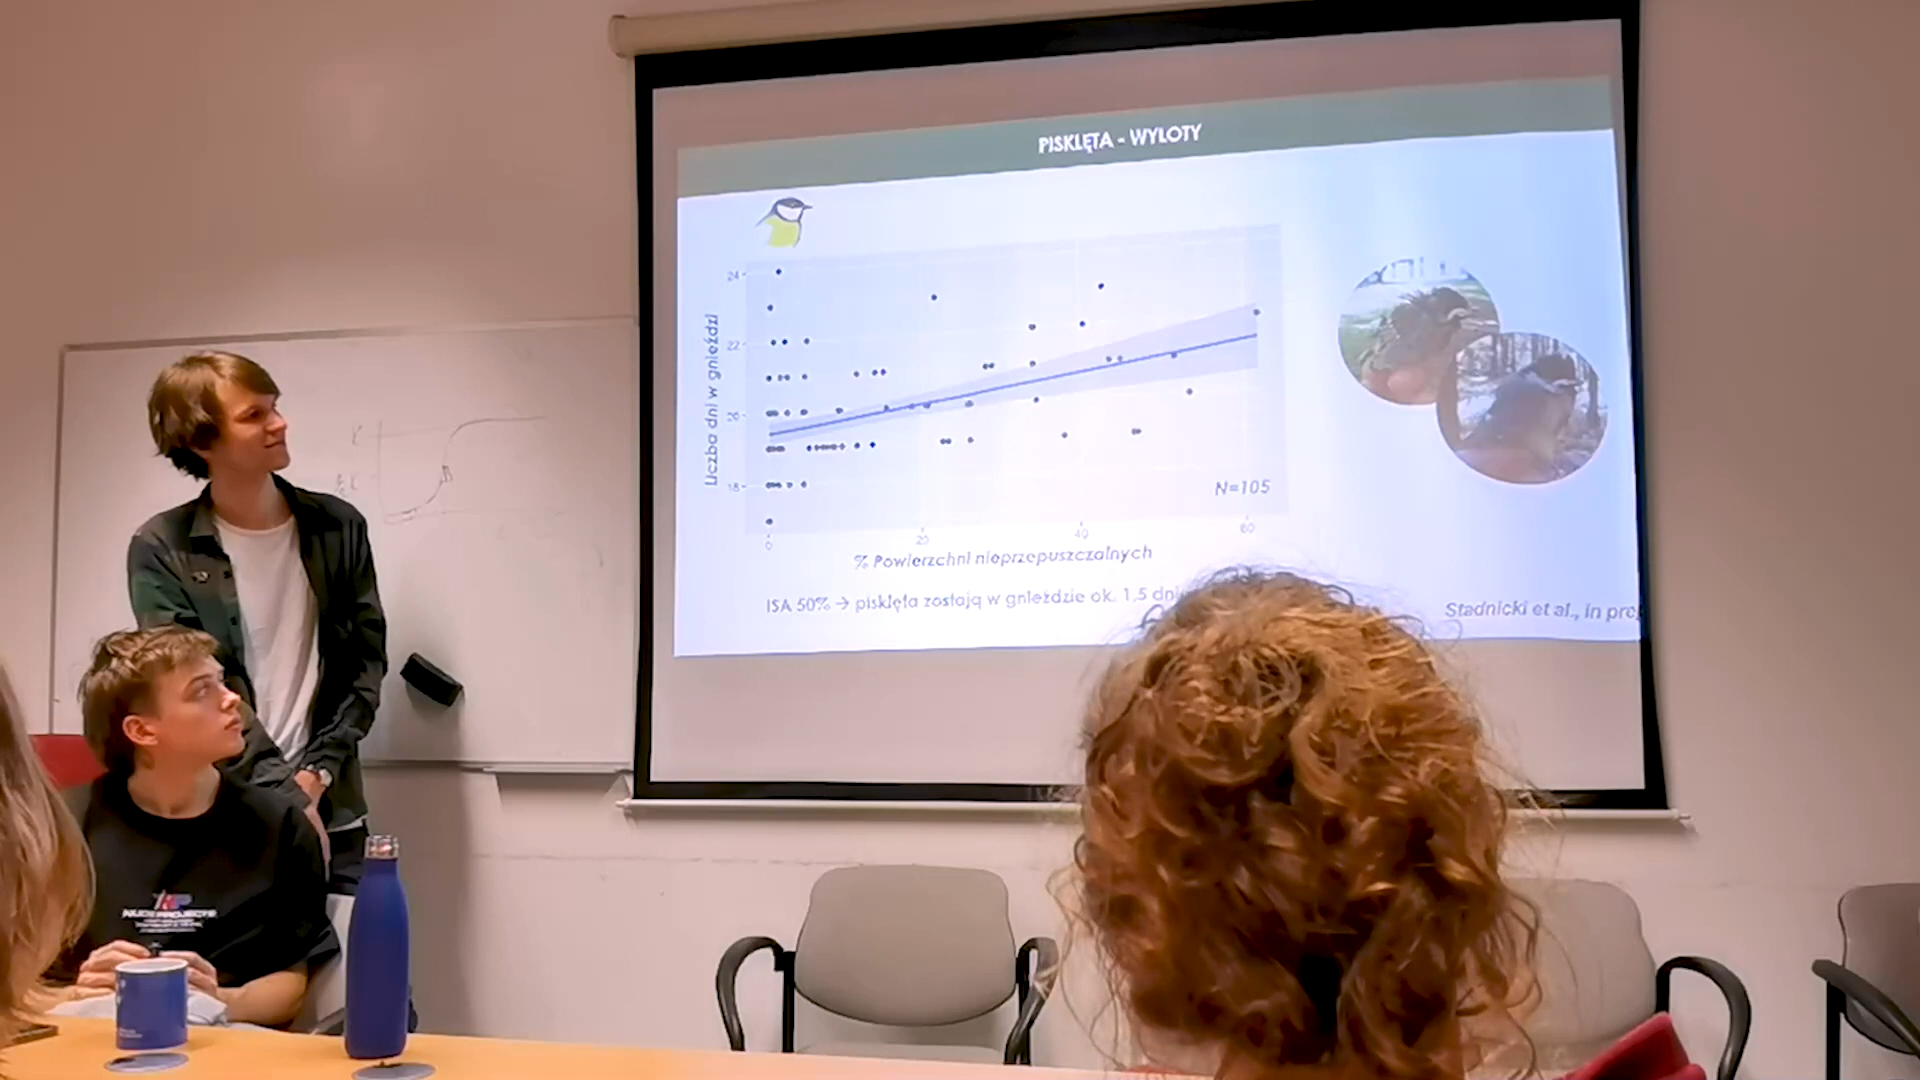 PISKLĘTA - WYLOTY
Liczba dni w gnieździ
24
22
20
18
0
20
40
60
N=105
% Powierzchni nieprzepuszczalnych
ISA 50% → pisklęta zostają w gnieździe ok. 1,5 dni
Stadnicki et al., in pre
K
K